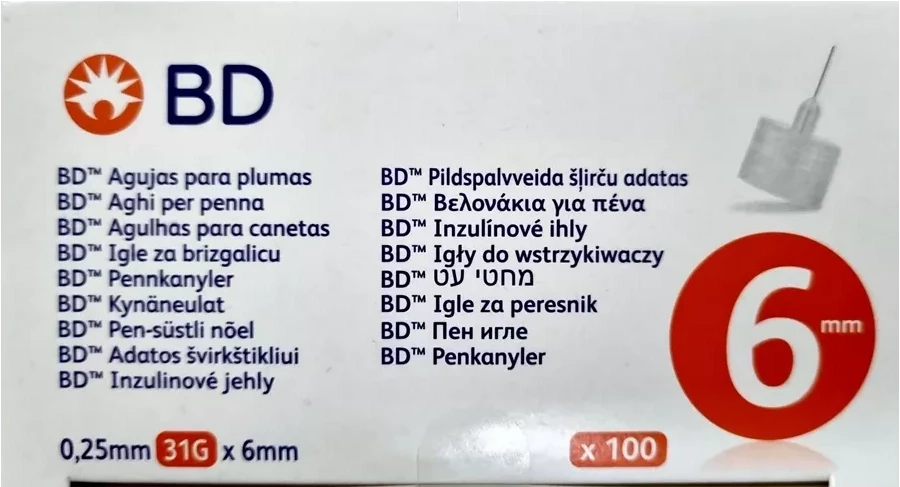 BD
BD™ Agujas para plumas
BD™ Aghi per penna
BD™ Agulhas para canetas
BD™ Igle za brizgalicu
BD™ Pennkanyler
BD™ Kynäneulat
BD™ Pen-süstli nõel
BD™ Adatos švirkštikliui
BD™ Inzulinové jehly
BD™ Pildspalvveida šļirču adatas
BD™ Βελονάκια για πένα
BD™ Inzulínové ihly
BD™ Igły do wstrzykiwaczy
BD™ מחטי עט
BD™ Igle za peresnik
BD™ Пен игле
BD™ Penkanyler
6 mm
0,25mm 31G x 6mm
x 100